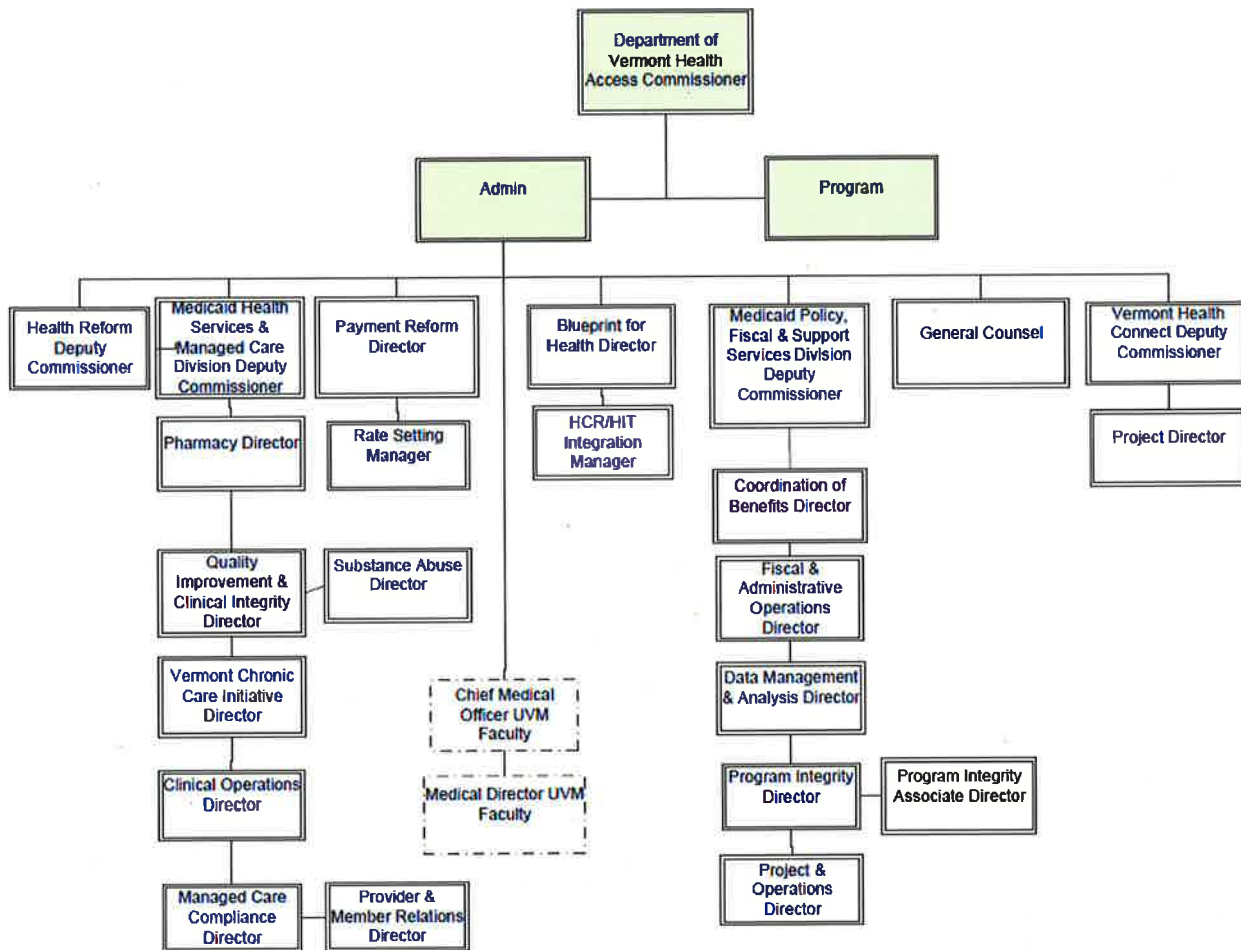 Department of
Vermont Health
Access Commissioner
Admin
Program
Health Reform
Deputy
Commissioner
Medicaid Health
Services &
Managed Care
Division Deputy
Commissioner
Payment Reform
Director
Blueprint for
Health Director
Medicaid Policy,
Fiscal & Support
Services Division
Deputy
Commissioner
General Counsel
Vermont Health
Connect Deputy
Commissioner
Pharmacy Director
Rate Setting
Manager
HCR/HIT
Integration
Manager
Project Director
Coordination of
Benefits Director
Quality
Improvement &
Clinical Integrity
Director
Substance Abuse
Director
Fiscal &
Administrative
Operations
Director
Vermont Chronic
Care Initiative
Director
Chief Medical
Officer UVM
Faculty
Data Management
& Analysis Director
Clinical Operations
Director
Medical Director UVM
Faculty
Program Integrity
Director
Program Integrity
Associate Director
Managed Care
Compliance
Director
Provider &
Member Relations
Director
Project &
Operations
Director